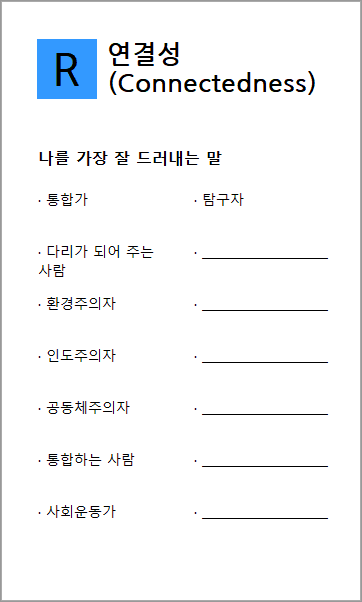 R
연결성
(Connectedness)
나를 가장 잘 드러내는 말
· 통합가
· 탐구자
· 다리가 되어 주는
사람
·
· 환경주의자
·
· 인도주의자
·
· 공동체주의자
·
· 통합하는 사람
·
· 사회운동가
·